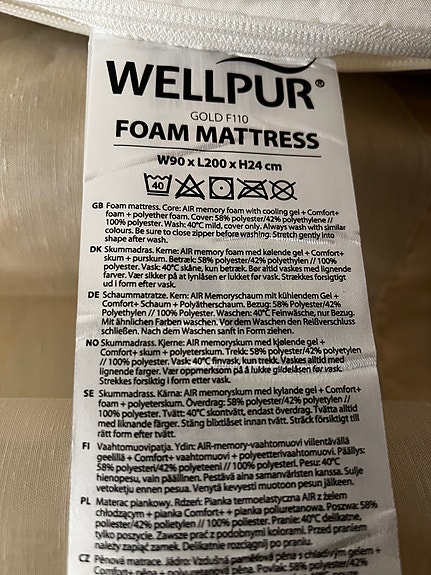 WELLPUR®
GOLD F110
FOAM MATTRESS
W90 x L200 x H24 cm
40
GB Foam mattress. Core: AIR memory foam with cooling gel + Comfort+
foam + polyether foam. Cover: 58% polyester/42% polyethylene //
100% polyester. Wash: 40°C mild, cover only. Always wash with similar
colours. Be sure to close zipper before washing. Stretch gently into
shape after wash.
DK Skummadras. Kerne: AIR memory foam med kølende gel + Comfort+
skum + purskum. Betræk: 58% polyester/42% polyethylen // 100%
polyester. Vask: 40°C skåne, kun betræk. Bør altid vaskes med lignende
farver. Vær sikker på at lynlåsen er lukket før vask. Strækkes forsigtigt
ud I form efter vask.
DE Schaummatratze. Kern: AIR Memoryschaum mit kühlendem Gel +
Comfort+ Schaum + Polyätherschaum. Bezug: 58% Polyester/42%
Polyethylen // 100% Polyester. Waschen: 40°C Feinwäsche, nur Bezug.
Mit ähnlichen Farben waschen. Vor dem Waschen den Reißverschluss
schließen. Nach dem Waschen sanft in Form ziehen.
NO Skummadrass. Kjerne: AIR memoryskum med kjølende gel +
Comfort+ skum + polyeterskum. Trekk: 58% polyester/42% polyetylen
// 100% polyester. Vask: 40°C finvask, kun trekk. Vaskes alltid med
lignende farger. Vær oppmerksom på å lukke glidelåsen før vask.
Strekkes forsiktig i form etter vask.
SE Skummadrass. Kärna: AIR memoryskum med kylande gel + Comfort+
foam + polyeterskum. Överdrag: 58% polyester/42% polyetylen //
100% polyester. Tvätt: 40°C skontvätt, endast överdrag. Tvätta alltid
med liknande färger. Stäng blixtlåset innan tvätt. Sträck försiktigt till
rätt form efter tvätt.
FI Vaahtomuovipatja. Ydin: AIR-memory-vaahtomuovi viilentävällä
geelillä + Comfort+ vaahtomuovi + polyeetterivaahtomuovi. Päällys:
58% polyesteri/42% polyeteeni // 100% polyesteri. Pesu: 40°C
hienopesu, vain päällinen. Pestävä aina samanväristen kanssa. Sulje
vetoketju ennen pesua. Venytä kevyesti muotoon pesun jälkeen.
PL Materac piankowy. Rdzeń: Pianka termoelastyczna AIR z żelem
chłodzącym + pianka Comfort+ + pianka poliuretanowa. Poszwa: 58%
poliester/42% polietylen // 100% poliester. Pranie: 40°C delikatne,
tylko poszycie. Zawsze prać z podobnymi kolorami. Przed praniem
należy zapiąć zamek. Delikatnie rozciągnij po praniu.
CZ Pěnová matrace. Jádro: Vzdušná paměťová pěna s chladivým gelem +
Comfort+ pěna + polyuretanová pěna.